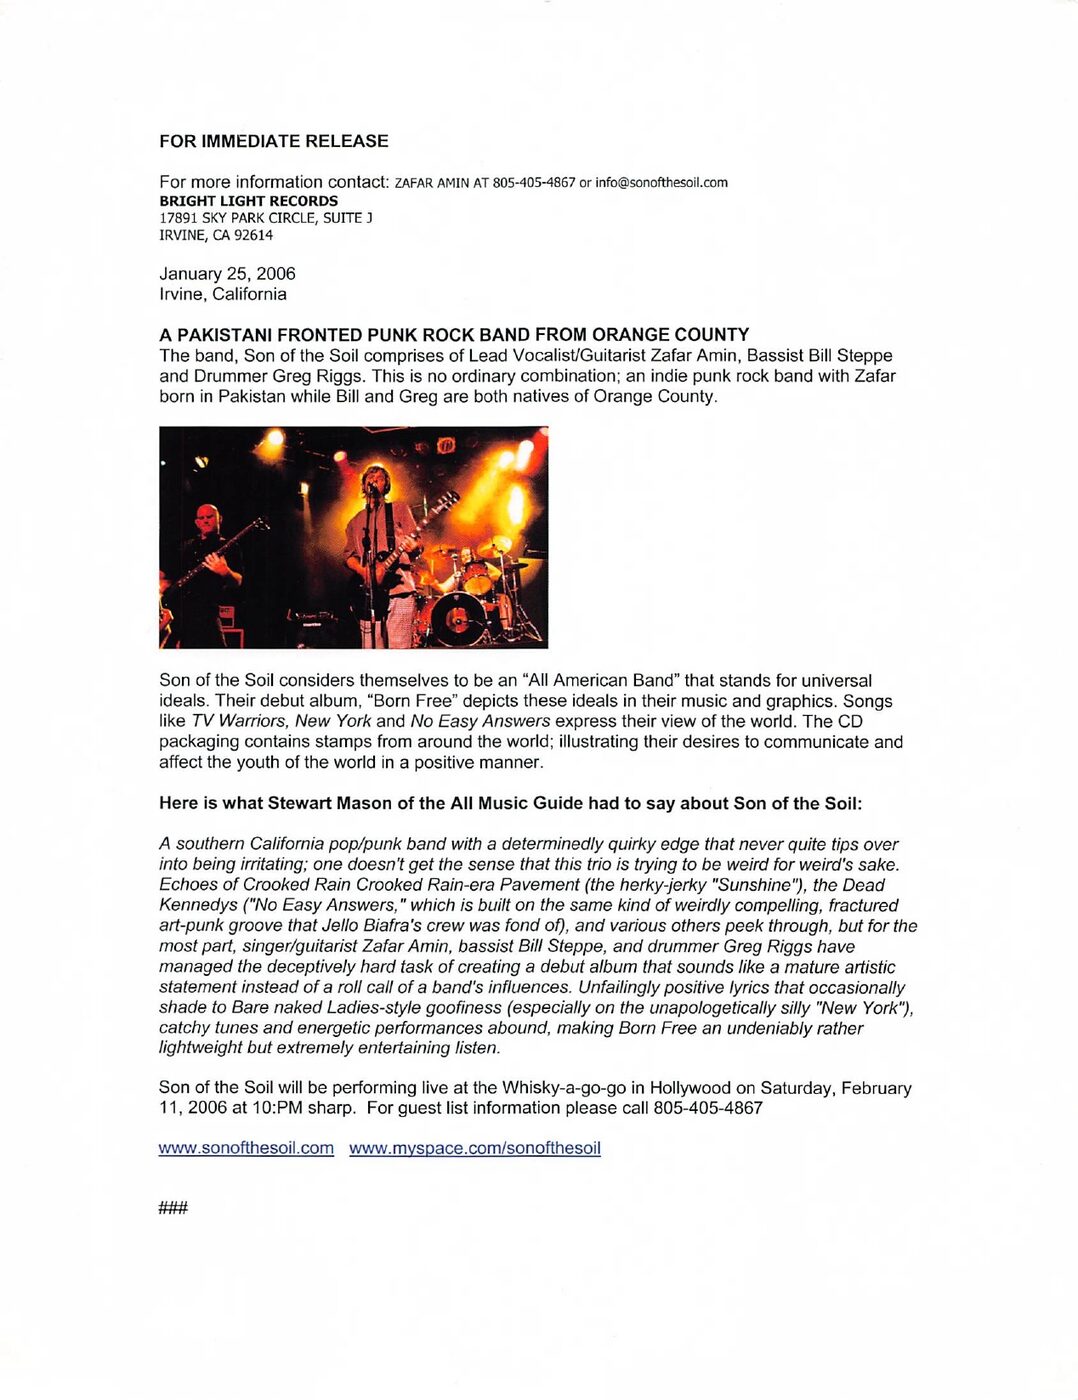 FOR IMMEDIATE RELEASE
For more information contact: ZAFAR AMIN AT 805-405-4867 or info@sonofthesoil.com
BRIGHT LIGHT RECORDS
17891 SKY PARK CIRCLE, SUITE J
IRVINE, CA 92614
January 25, 2006
Irvine, California
A PAKISTANI FRONTED PUNK ROCK BAND FROM ORANGE COUNTY
The band, Son of the Soil comprises of Lead Vocalist/Guitarist Zafar Amin, Bassist Bill Steppe
and Drummer Greg Riggs. This is no ordinary combination; an indie punk rock band with Zafar
born in Pakistan while Bill and Greg are both natives of Orange County.
Son of the Soil considers themselves to be an “All American Band” that stands for universal
ideals. Their debut album, “Born Free” depicts these ideals in their music and graphics. Songs
like TV Warriors, New York and No Easy Answers express their view of the world. The CD
packaging contains stamps from around the world; illustrating their desires to communicate and
affect the youth of the world in a positive manner.
Here is what Stewart Mason of the All Music Guide had to say about Son of the Soil:
A southern California pop/punk band with a determinedly quirky edge that never quite tips over
into being irritating; one doesn't get the sense that this trio is trying to be weird for weird's sake.
Echoes of Crooked Rain Crooked Rain-era Pavement (the herky-jerky "Sunshine"), the Dead
Kennedys ("No Easy Answers," which is built on the same kind of weirdly compelling, fractured
art-punk groove that Jello Biafra's crew was fond of), and various others peek through, but for the
most part, singer/guitarist Zafar Amin, bassist Bill Steppe, and drummer Greg Riggs have
managed the deceptively hard task of creating a debut album that sounds like a mature artistic
statement instead of a roll call of a band's influences. Unfailingly positive lyrics that occasionally
shade to Bare naked Ladies-style goofiness (especially on the unapologetically silly "New York"),
catchy tunes and energetic performances abound, making Born Free an undeniably rather
lightweight but extremely entertaining listen.
Son of the Soil will be performing live at the Whisky-a-go-go in Hollywood on Saturday, February
11, 2006 at 10:PM sharp.  For guest list information please call 805-405-4867
www.sonofthesoil.com   www.myspace.com/sonofthesoil
###